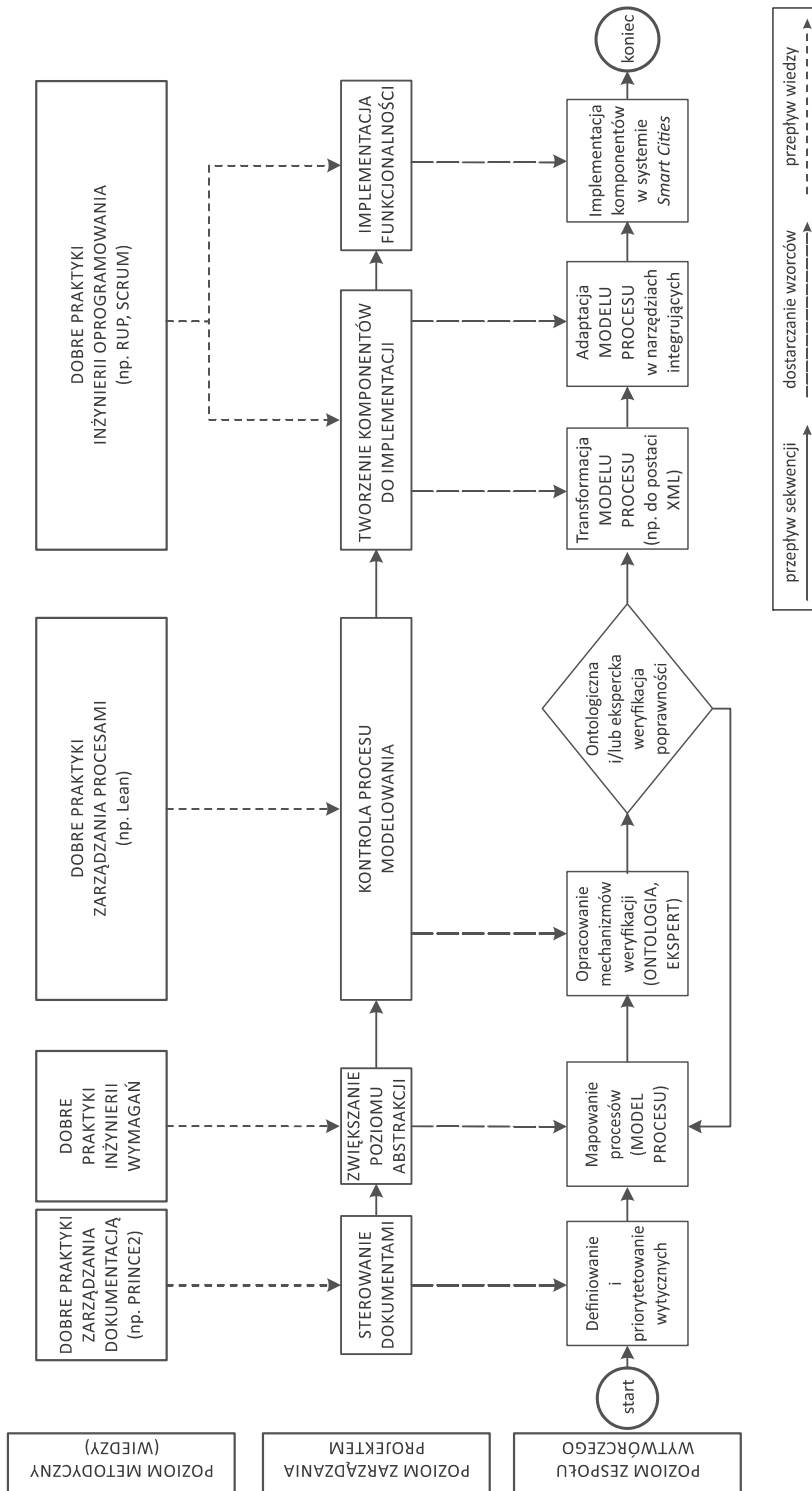 POZIOM METODYCZNY
(WIEDZY)
DOBRE PRAKTYKI
ZARZĄDZANIA
DOKUMENTACJĄ
(np. PRINCE2)
DOBRE
PRAKTYKI
INŻYNIERII
WYMAGAŃ
DOBRE PRAKTYKI
ZARZĄDZANIA PROCESAMI
(np. Lean)
DOBRE PRAKTYKI
INŻYNIERII OPROGRAMOWANIA
(np. RUP, SCRUM)
POZIOM ZARZĄDZANIA
PROJEKTEM
STEROWANIE
DOKUMENTAMI
ZWIĘKSZANIE
POZIOMU
ABSTRAKCJI
KONTROLA PROCESU
MODELOWANIA
TWORZENIE KOMPONENTÓW
DO IMPLEMENTACJI
IMPLEMENTACJA
FUNKCJONALNOŚCI
POZIOM ZESPOŁU
WYTWÓRCZEGO
start
Definiowanie
i
priorytetowanie
wytycznych
Mapowanie
procesów
(MODEL
PROCESU)
Opracowanie
mechanizmów
weryfikacji
(ONTOLOGIA,
EKSPERT)
Ontologiczna
i/lub ekspercka
weryfikacja
poprawności
Transformacja
MODELU
PROCESU
(np. do postaci
XML)
Adaptacja
MODELU
PROCESU
w narzędziach
integrujących
Implementacja
komponentów
w systemie
Smart Cities
koniec
przepływ sekwencji
dostarczanie wzorców
przepływ wiedzy